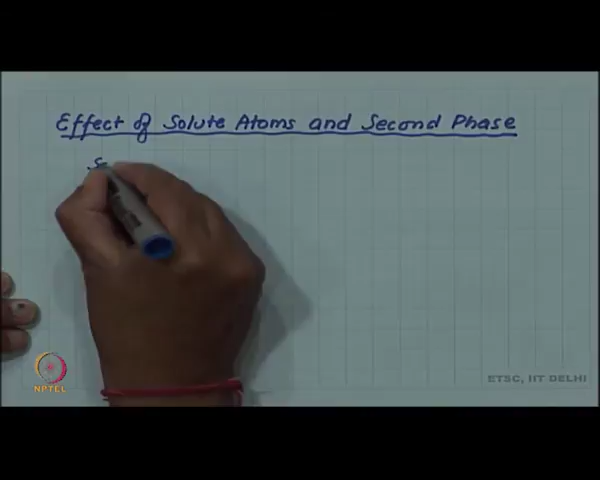 Effect of Solute Atoms and Second Phase
NPTEL
ETSC, IIT DELHI